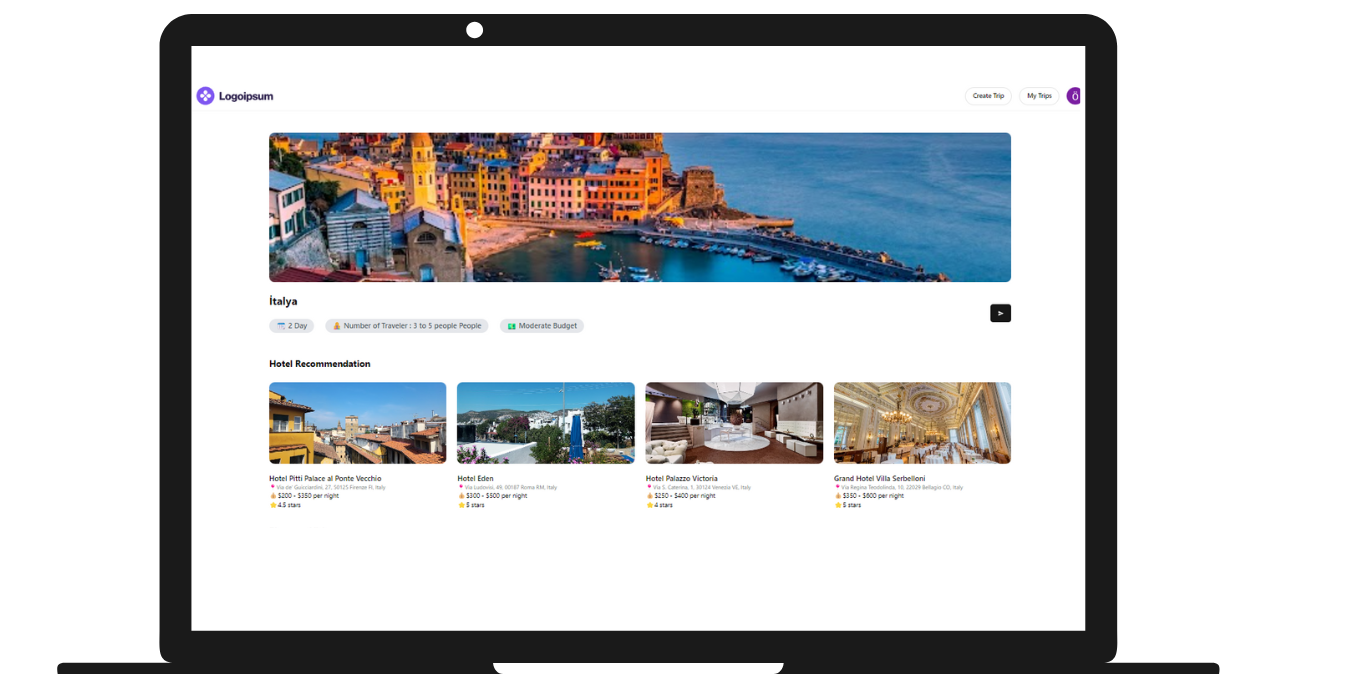 Logoipsum
Create Trip
My Trips
Ö
İtalya
2 Day
Number of Traveler : 3 to 5 people People
Moderate Budget
Hotel Recommendation
Hotel Pitti Palace al Ponte Vecchio
Via de' Guicciardini, 27, 50125 Firenze FI, Italy
$200 - $350 per night
4.5 stars
Hotel Eden
Via Ludovisi, 49, 00187 Roma RM, Italy
$300 - $500 per night
5 stars
Hotel Palazzo Victoria
Via S. Caterina, 1, 30124 Venezia VE, Italy
$250 - $400 per night
4 stars
Grand Hotel Villa Serbelloni
Via Regina Teodolinda, 10, 22029 Bellagio CO, Italy
$350 - $600 per night
5 stars